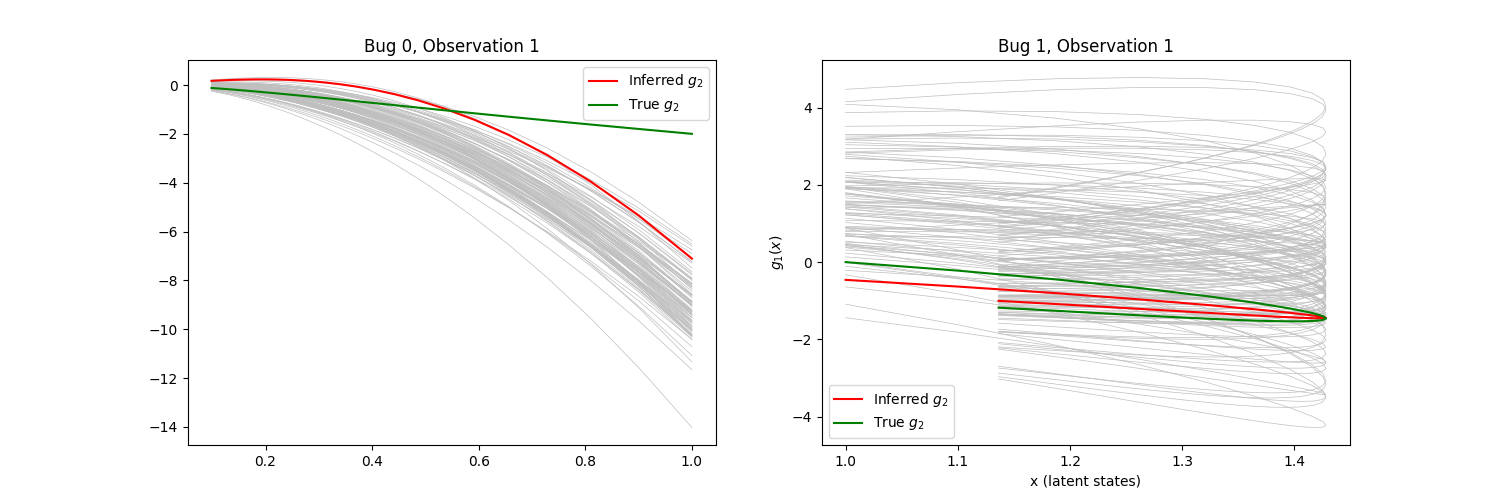 Bug 0, Observation 1
0
−2
−4
−6
−8
−10
−12
−14
0.2 0.4 0.6 0.8 1.0
Inferred g₂
True g₂
Bug 1, Observation 1
g₁(x)
4
2
0
−2
−4
1.0 1.1 1.2 1.3 1.4
x (latent states)
Inferred g₂
True g₂